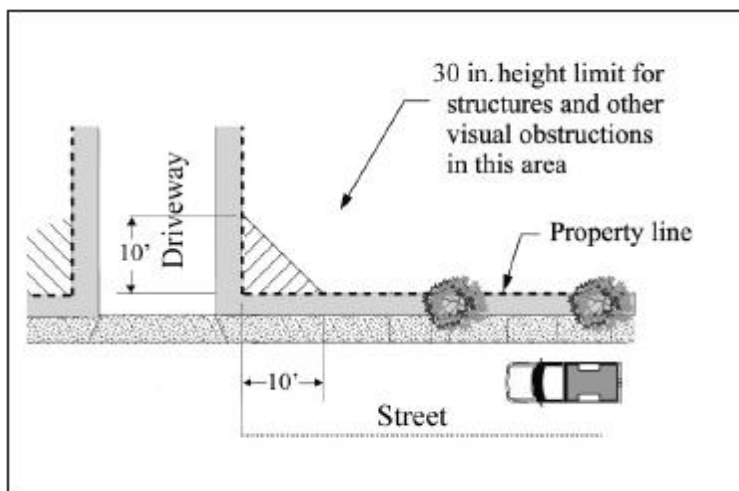 30 in. height limit for
structures and other
visual obstructions
in this area
Property line
Driveway
10'
10'
Street